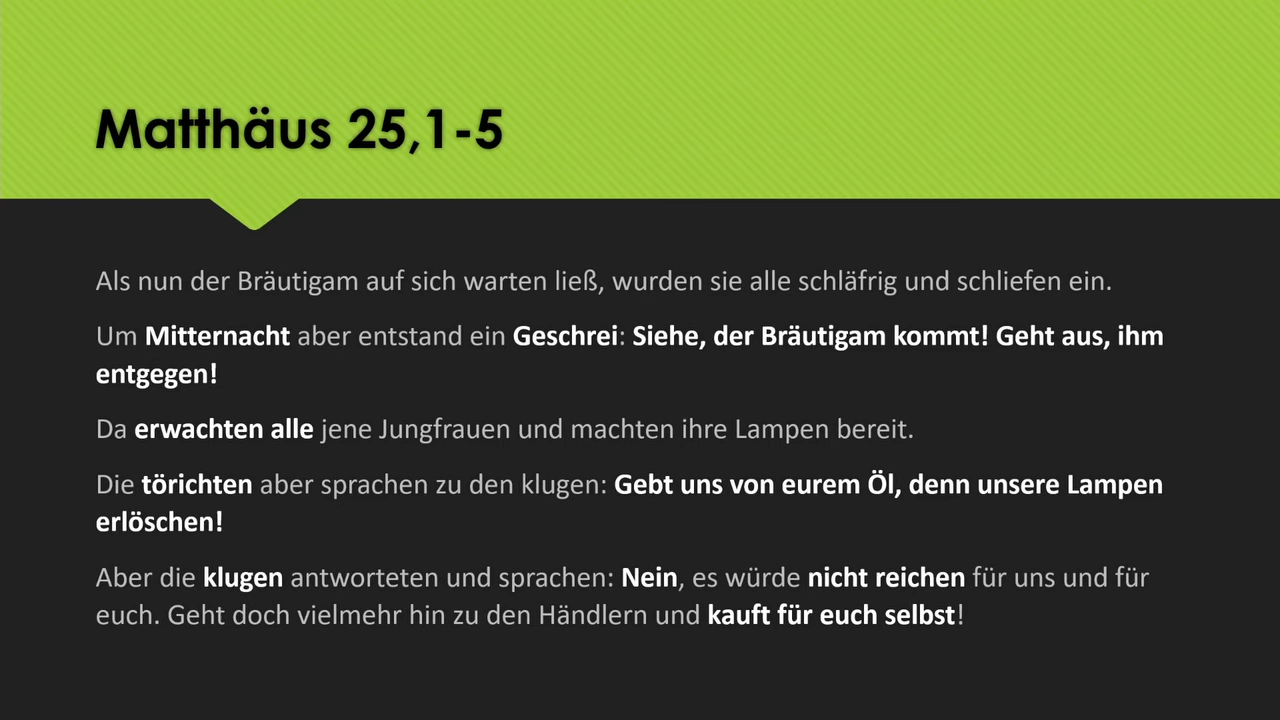 Matthäus 25,1-5
Als nun der Bräutigam auf sich warten ließ, wurden sie alle schläfrig und schliefen ein.
Um Mitternacht aber entstand ein Geschrei: Siehe, der Bräutigam kommt! Geht aus, ihm
entgegen!
Da erwachten alle jene Jungfrauen und machten ihre Lampen bereit.
Die törichten aber sprachen zu den klugen: Gebt uns von eurem Öl, denn unsere Lampen
erlöschen!
Aber die klugen antworteten und sprachen: Nein, es würde nicht reichen für uns und für
euch. Geht doch vielmehr hin zu den Händlern und kauft für euch selbst!